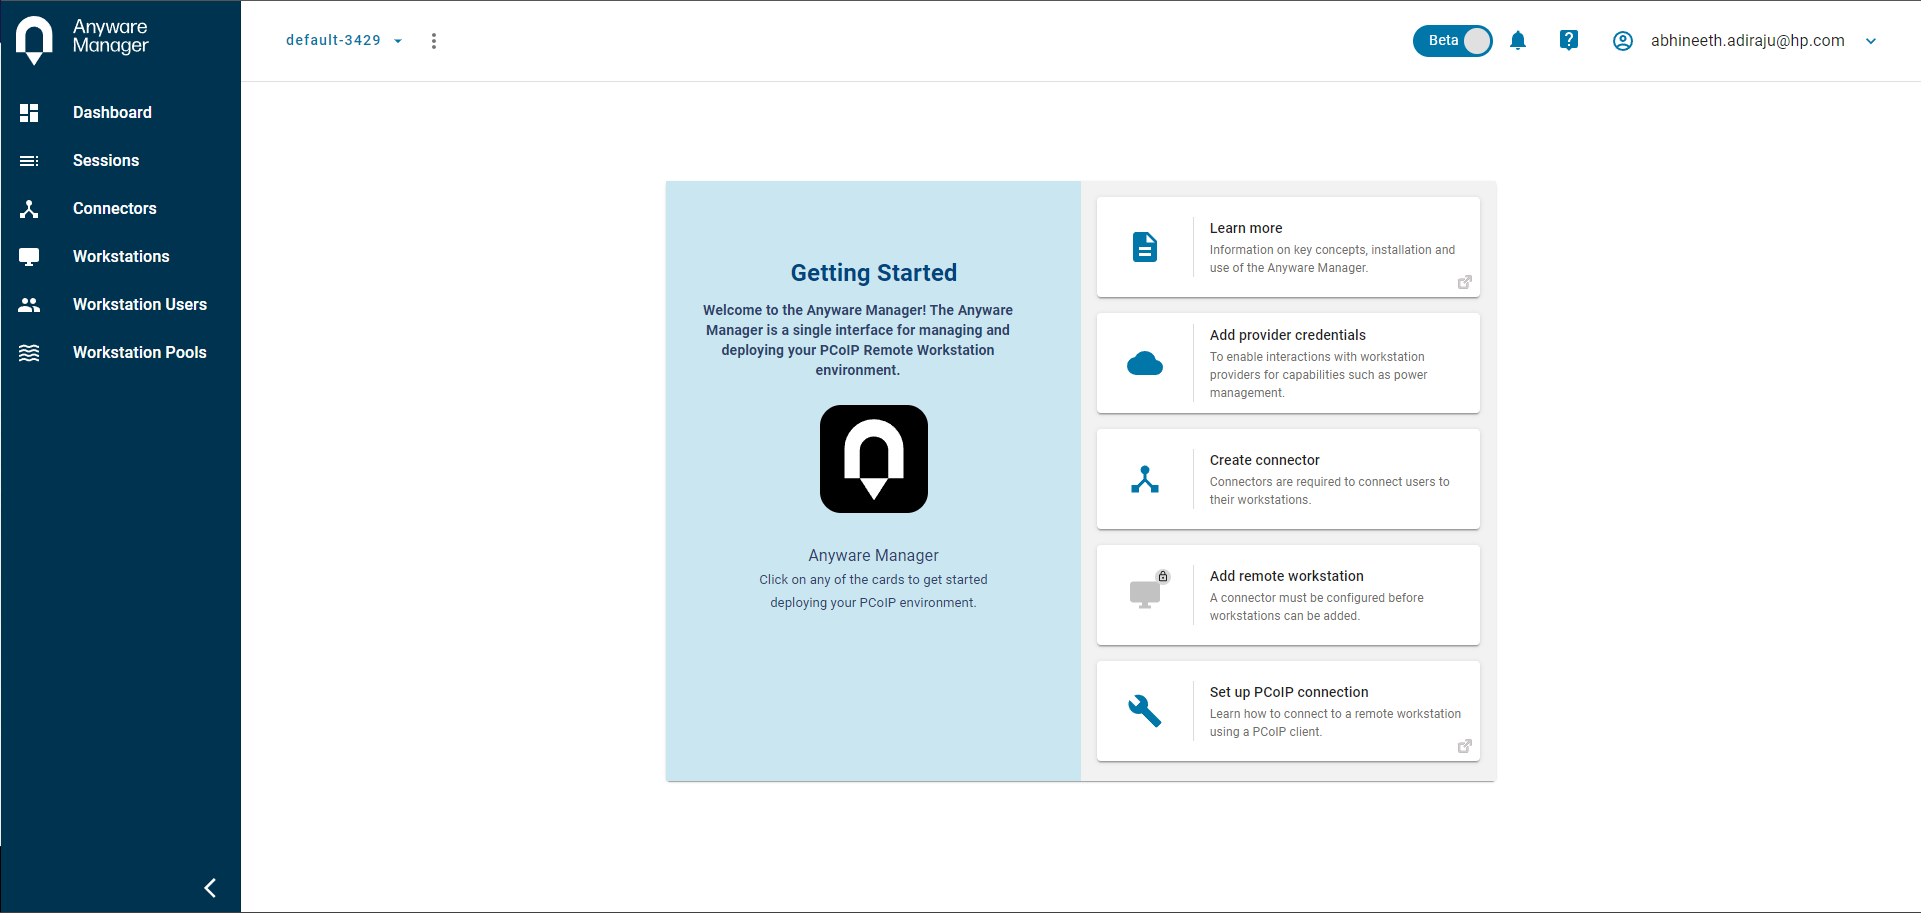 Anyware
Manager
default-3429
Beta
abhineeth.adiraju@hp.com
Dashboard
Sessions
Connectors
Workstations
Workstation Users
Workstation Pools
Getting Started
Welcome to the Anyware Manager! The Anyware
Manager is a single interface for managing and
deploying your PCoIP Remote Workstation
environment.
Anyware Manager
Click on any of the cards to get started
deploying your PCoIP environment.
Learn more
Information on key concepts, installation and
use of the Anyware Manager.
Add provider credentials
To enable interactions with workstation
providers for capabilities such as power
management.
Create connector
Connectors are required to connect users to
their workstations.
Add remote workstation
A connector must be configured before
workstations can be added.
Set up PCoIP connection
Learn how to connect to a remote workstation
using a PCoIP client.